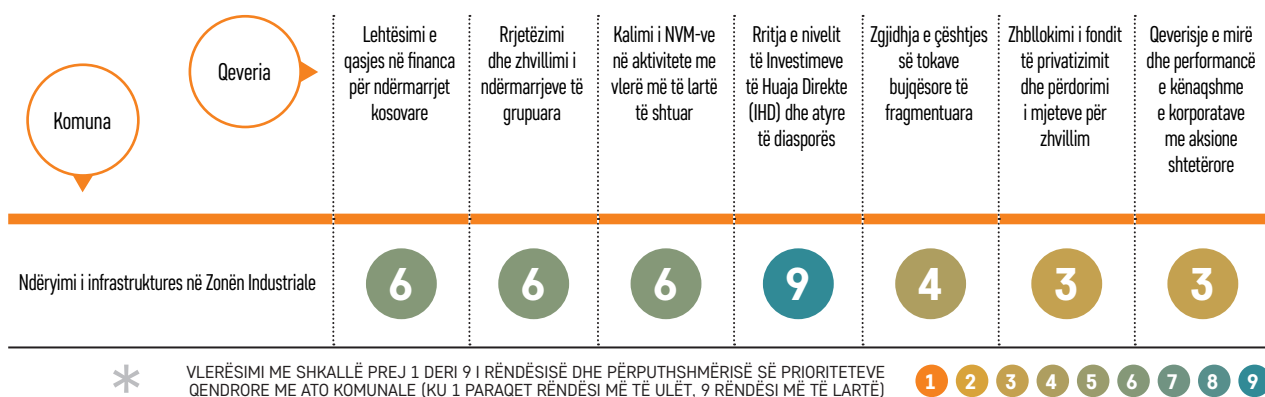 Komuna
Qeveria
Lehtësimi e
qasjes në financa
për ndërmarrjet
kosovare
Rrjetëzimi
dhe zhvillimi i
ndërmarrjeve të
grupuara
Kalimi i NVM-ve
në aktivitete me
vlerë më të lartë
të shtuar
Rritja e nivelit
të Investimeve
të Huaja Direkte
(IHD) dhe atyre
të diasporës
Zgjidhja e çështjes
së tokave
bujqësore të
fragmentuara
Zhbllokimi i fondit
të privatizimit
dhe përdorimi
i mjeteve për
zhvillim
Qeverisje e mirë
dhe performancë
e kënaqshme
e korporatave
me aksione
shtetërore
Ndëryimi i infrastruktures në Zonën Industriale
6 6 6 9 4 3 3
* VLERËSIMI ME SHKALLË PREJ 1 DERI 9 I RËNDËSISË DHE PËRPUTHSHMËRISË SË PRIORITETEVE
QENDRORE ME ATO KOMUNALE (KU 1 PARAQET RËNDËSI MË TË ULËT, 9 RËNDËSI MË TË LARTË)
1 2 3 4 5 6 7 8 9